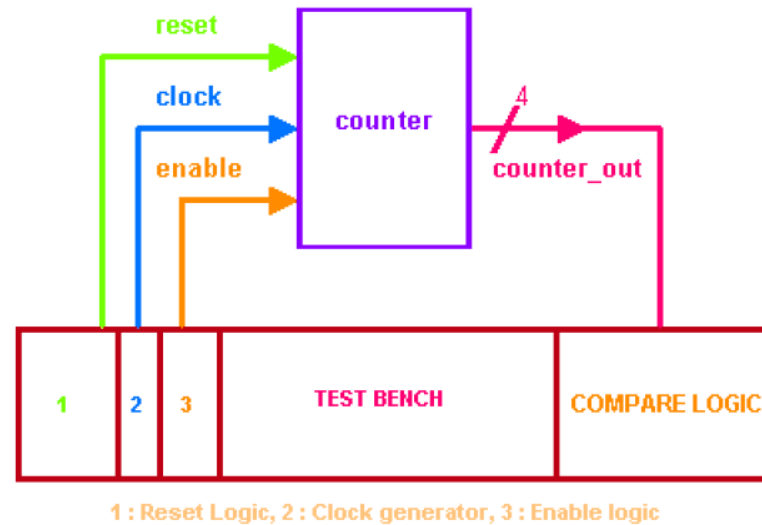 reset
clock
enable
counter
4
counter_out
1
2
3
TEST BENCH
COMPARE LOGIC
1 : Reset Logic, 2 : Clock generator, 3 : Enable logic